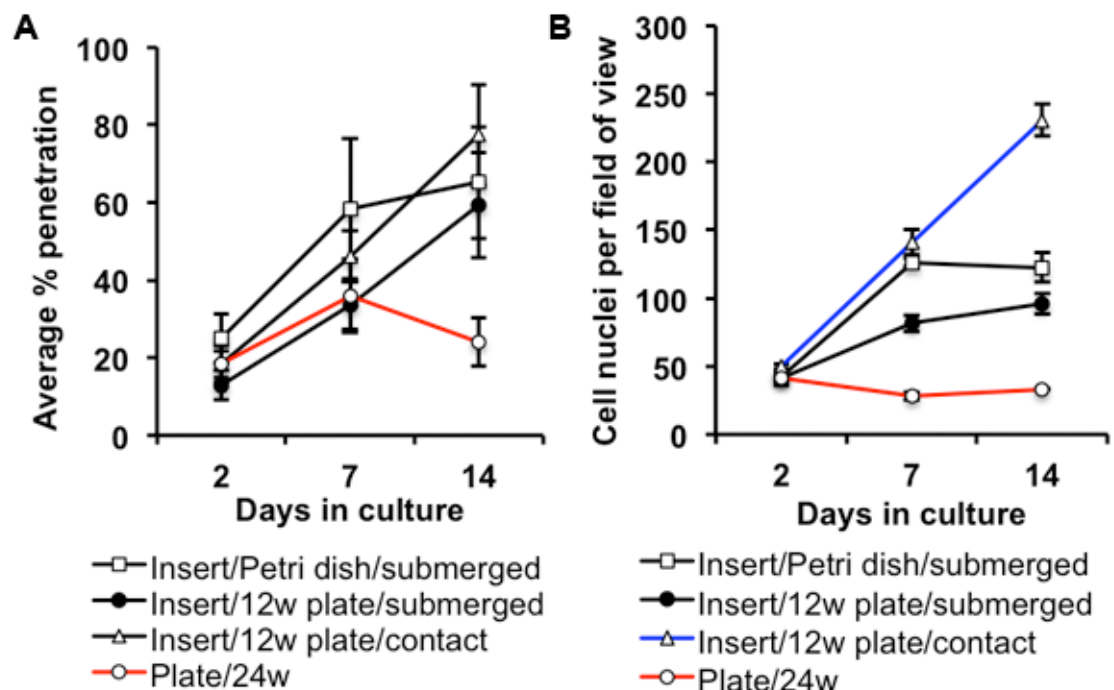 A
Average % penetration
100
80
60
40
20
0
2 7 14
Days in culture
Insert/Petri dish/submerged
Insert/12w plate/submerged
Insert/12w plate/contact
Plate/24w
B
Cell nuclei per field of view
300
250
200
150
100
50
0
2 7 14
Days in culture
Insert/Petri dish/submerged
Insert/12w plate/submerged
Insert/12w plate/contact
Plate/24w